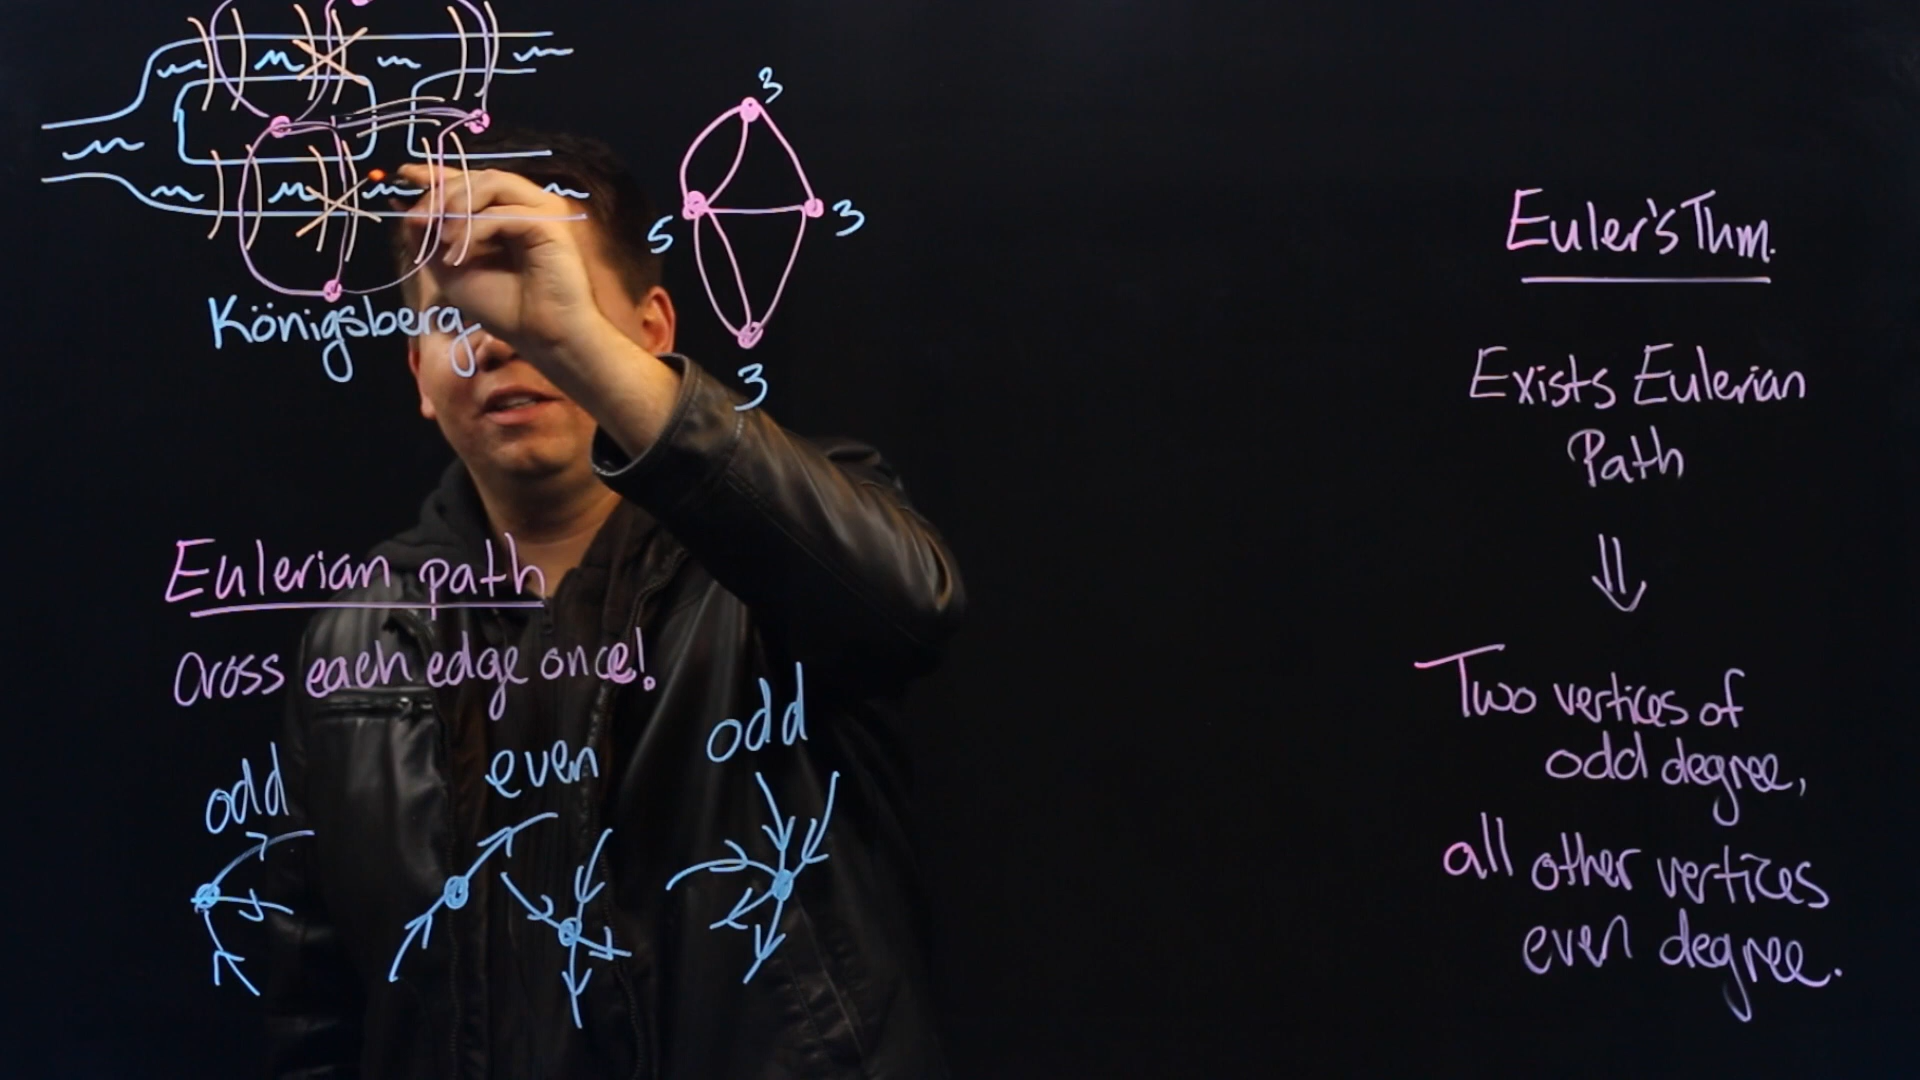 3
5
3
3
Königsberg
Eulerian path
Cross each edge once!
odd
even
odd
Euler's Thm.
Exists Eulerian
Path
⇓
Two vertices of
odd degree,
all other vertices
even degree.